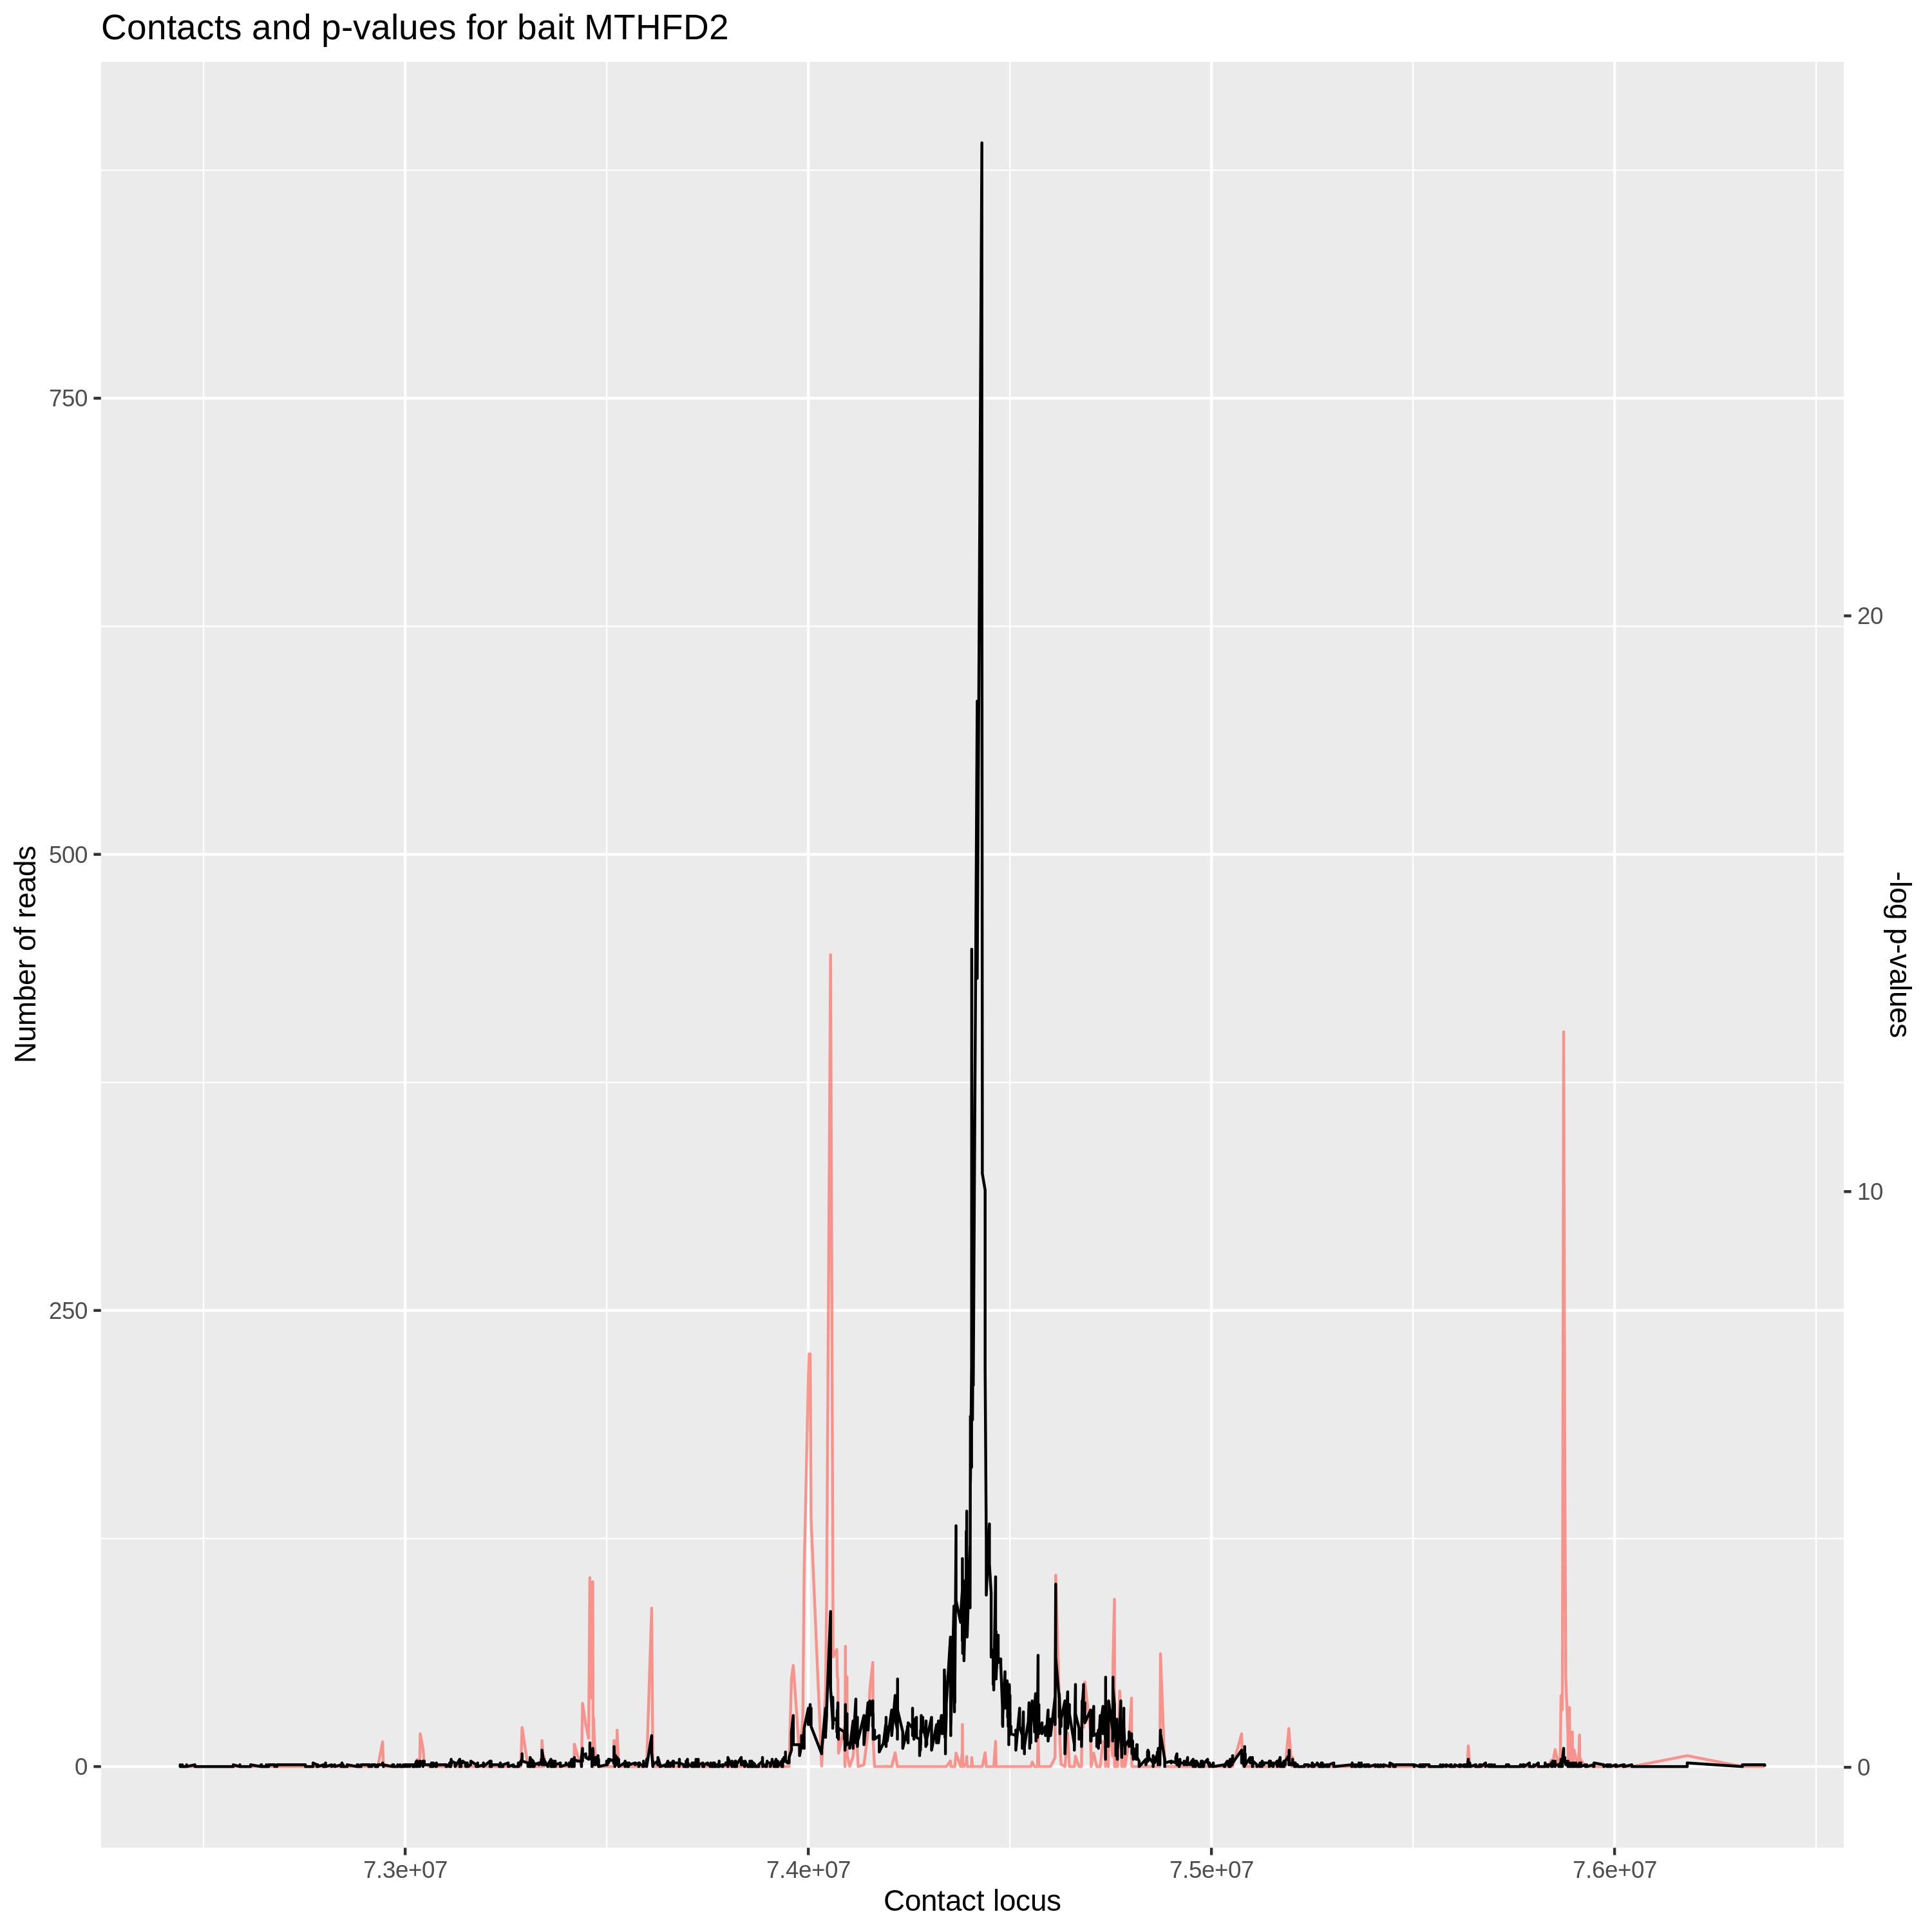 Contacts and p-values for bait MTHFD2
750
500
250
0
Number of reads
20
10
0
-log p-values
7.3e+07
7.4e+07
7.5e+07
7.6e+07
Contact locus